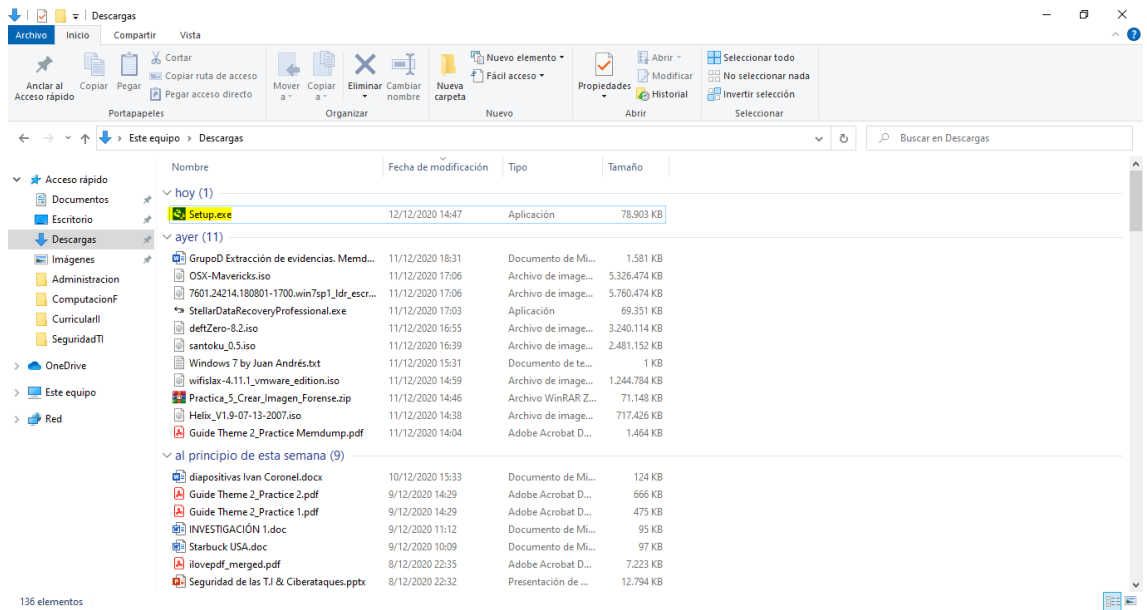 Descargas
Archivo Inicio Compartir Vista
Anclar al Acceso rápido
Copiar
Pegar
Cortar
Copiar ruta de acceso
Pegar acceso directo
Portapapeles
Mover a
Copiar a
Eliminar
Cambiar nombre
Organizar
Nueva carpeta
Nuevo elemento
Fácil acceso
Nuevo
Propiedades
Abrir
Modificar
Historial
Abrir
Seleccionar todo
No seleccionar nada
Invertir selección
Seleccionar
Este equipo > Descargas
Buscar en Descargas
Acceso rápido
Documentos
Escritorio
Descargas
Imágenes
Administracion
ComputacionF
CurricularII
SeguridadTI
OneDrive
Este equipo
Red
Nombre Fecha de modificación Tipo Tamaño
hoy (1)
Setup.exe 12/12/2020 14:47 Aplicación 78.903 KB
ayer (11)
GrupoD Extracción de evidencias. Memd... 11/12/2020 18:31 Documento de Mi... 1.581 KB
OSX-Mavericks.iso 11/12/2020 17:06 Archivo de image... 5.326.474 KB
7601.24214.180801-1700.win7sp1_ldr_escr... 11/12/2020 17:06 Archivo de image... 5.760.474 KB
StellarDataRecoveryProfessional.exe 11/12/2020 17:03 Aplicación 69.351 KB
deftZero-8.2.iso 11/12/2020 16:55 Archivo de image... 3.240.114 KB
santoku_0.5.iso 11/12/2020 16:39 Archivo de image... 2.481.152 KB
Windows 7 by Juan Andrés.txt 11/12/2020 15:31 Documento de te... 1 KB
wifislax-4.11.1_vmware_edition.iso 11/12/2020 14:59 Archivo de image... 1.244.784 KB
Practica_5_Crear_Imagen_Forense.zip 11/12/2020 14:46 Archivo WinRAR Z... 71.148 KB
Helix_V1.9-07-13-2007.iso 11/12/2020 14:38 Archivo de image... 717.426 KB
Guide Theme 2_Practice Memdump.pdf 11/12/2020 14:04 Adobe Acrobat D... 1.464 KB
al principio de esta semana (9)
diapositivas Ivan Coronel.docx 10/12/2020 15:33 Documento de Mi... 124 KB
Guide Theme 2_Practice 2.pdf 9/12/2020 14:29 Adobe Acrobat D... 666 KB
Guide Theme 2_Practice 1.pdf 9/12/2020 14:29 Adobe Acrobat D... 475 KB
INVESTIGACIÓN 1.doc 9/12/2020 11:12 Documento de Mi... 95 KB
Starbuck USA.doc 9/12/2020 10:09 Documento de Mi... 97 KB
ilovepdf_merged.pdf 8/12/2020 22:35 Adobe Acrobat D... 7.223 KB
Seguridad de las T.I & Ciberataques.pptx 8/12/2020 22:32 Presentación de ... 12.794 KB
136 elementos